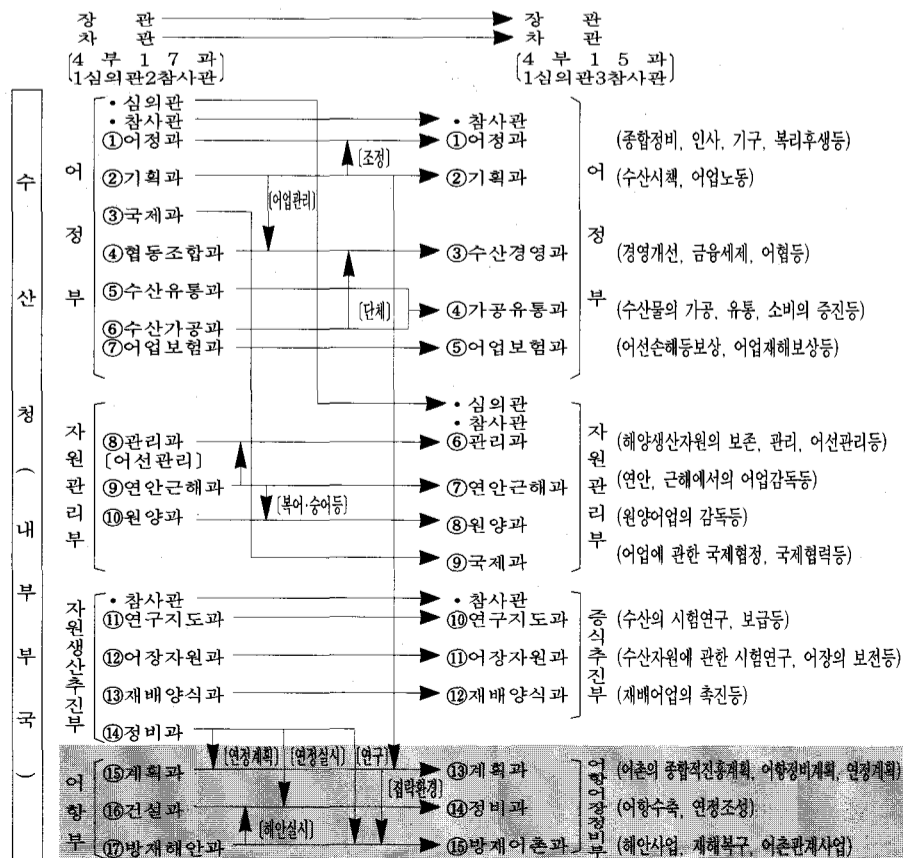 장 관 장 관
차 관 차 관
4 부 1 7 과 4 부 1 5 과
1심의관2참사관 1심의관3참사관
수산청(내부부국)
어정부
・심의관
・참사관 ・참사관
①어정과 ①어정과 (종합정비, 인사, 기구, 복리후생등)
[조정]
②기획과 ②기획과 (수산시책, 어업노동)
[어업관리]
③국제과
④협동조합과 ③수산경영과 (경영개선, 금융세제, 어협등)
⑤수산유통과
[단체] ④가공유통과 (수산물의 가공, 유통, 소비의 증진등)
⑥수산가공과
⑦어업보험과 ⑤어업보험과 (어선손해등보상, 어업재해보상등)
어정부
자원관리부
・심의관
・참사관
⑧관리과 ⑥관리과 (해양생산자원의 보존, 관리, 어선관리등)
[어선관리]
⑨연안근해과 ⑦연안근해과 (연안, 근해에서의 어업감독등)
[복어·숭어등]
⑩원양과 ⑧원양과 (원양어업의 감독등)
⑨국제과 (어업에 관한 국제협정, 국제협력등)
자원관리부
자원생산추진부
・참사관 ・참사관
⑪연구지도과 ⑩연구지도과 (수산의 시험연구, 보급등)
⑫어장자원과 ⑪어장자원과 (수산자원에 관한 시험연구, 어장의 보전등)
⑬재배양식과 ⑫재배양식과 (재배어업의 촉진등)
⑭정비과
증식추진부
[연정계획] [연정실시] [연구]
어항부
⑮계획과 ⑬계획과 (어촌의 종합적진흥계획, 어항정비계획, 연정계획)
[집락환경]
⑯건설과 ⑭정비과 (어항수축, 연정조성)
[해안실시]
⑰방재해안과 ⑮방재어촌과 (해안사업, 재해복구, 어촌관계사업)
어항어장정비부